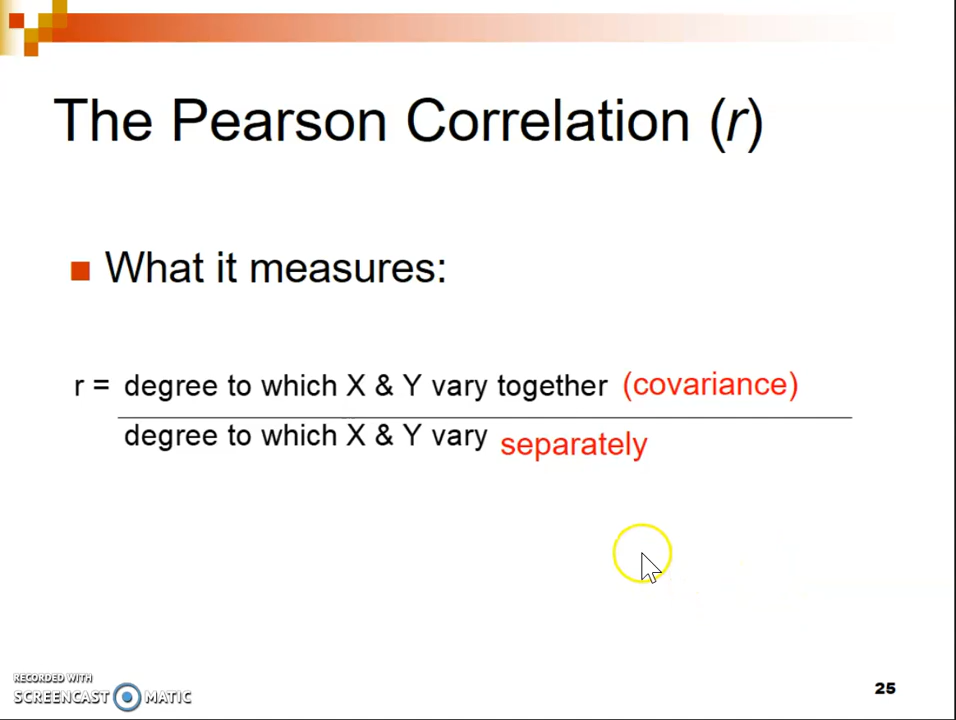 The Pearson Correlation (r)
What it measures:
r = degree to which X & Y vary together (covariance)
degree to which X & Y vary separately
RECORDED WITH
SCREENCAST MATIC
25